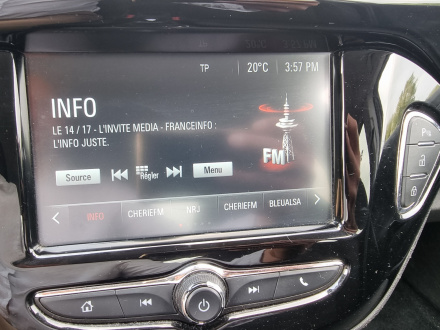 TP 20°C 3:57 PM
INFO
LE 14 / 17 - L'INVITE MEDIA - FRANCEINFO :
L'INFO JUSTE.
FM
Source Régler Menu
INFO CHERIEFM NRJ CHERIEFM BLEUALSA